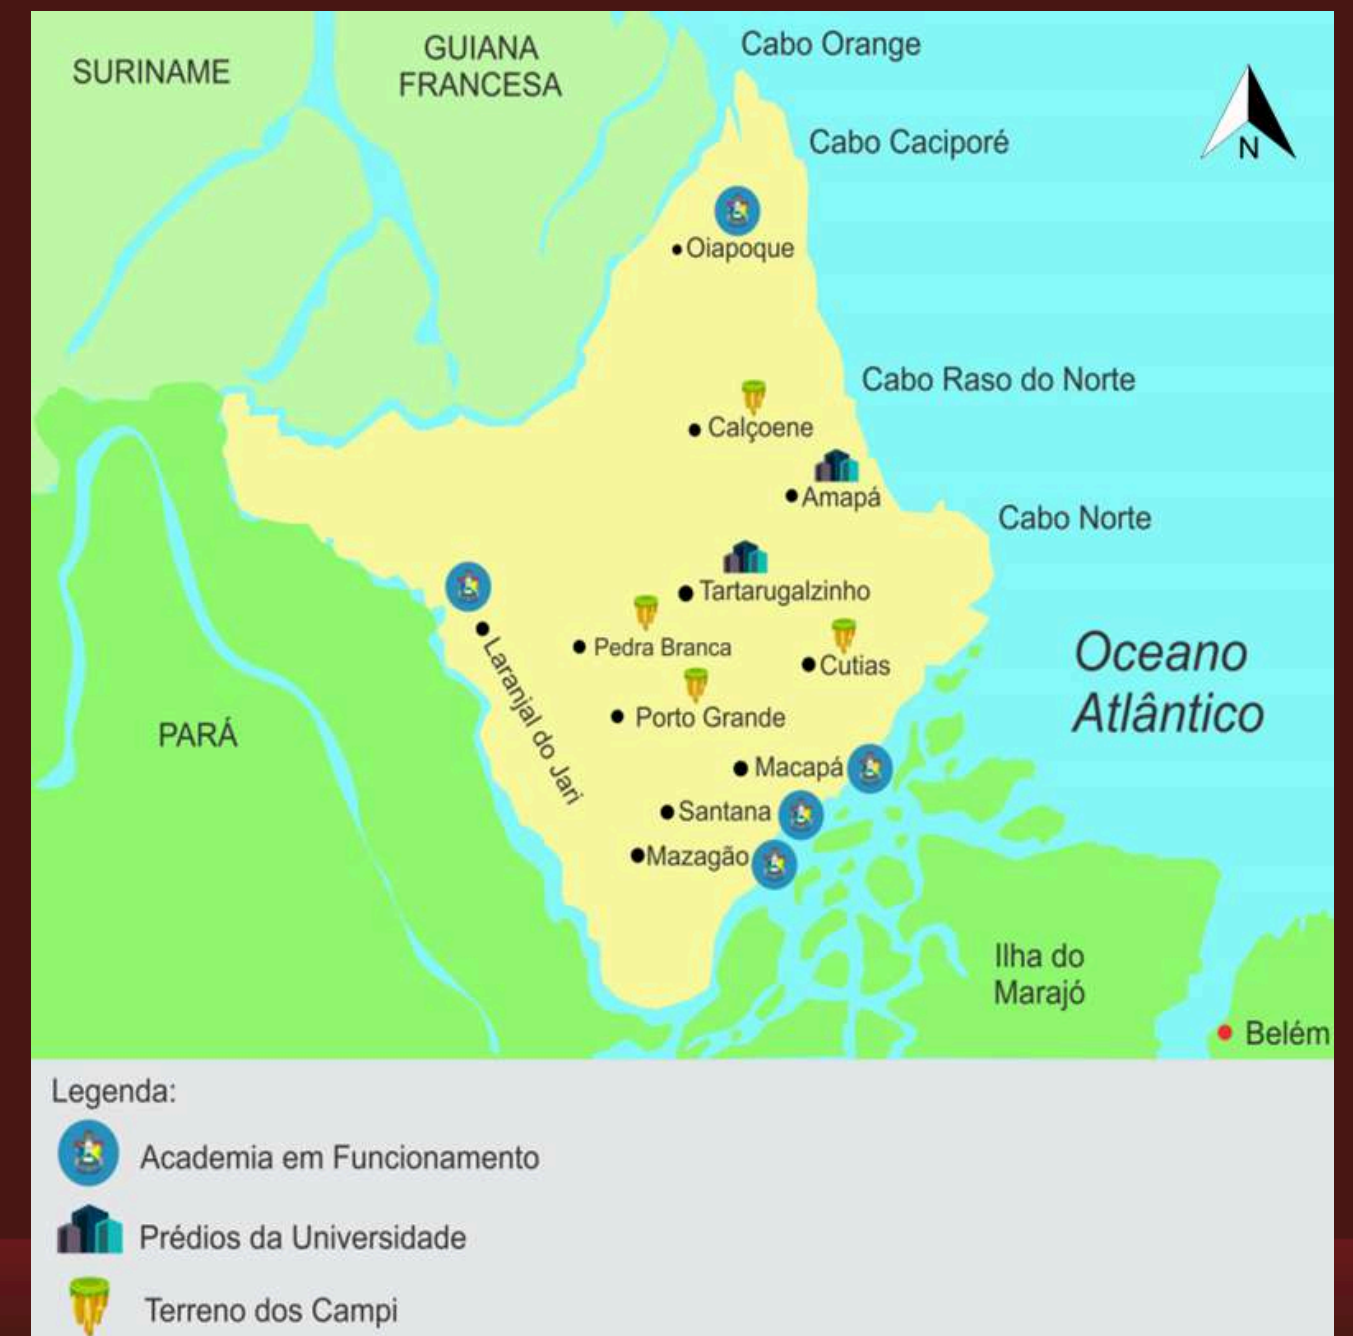 SURINAME
GUIANA
FRANCESA
Cabo Orange
N
Cabo Caciporé
Oiapoque
Cabo Raso do Norte
Calçoene
Amapá
Cabo Norte
Tartarugalzinho
Pedra Branca
Cutias
Laranjal do Jari
Oceano
Atlântico
PARÁ
Porto Grande
Macapá
Santana
Mazagão
Ilha do
Marajó
Belém
Legenda:
Academia em Funcionamento
Prédios da Universidade
Terreno dos Campi